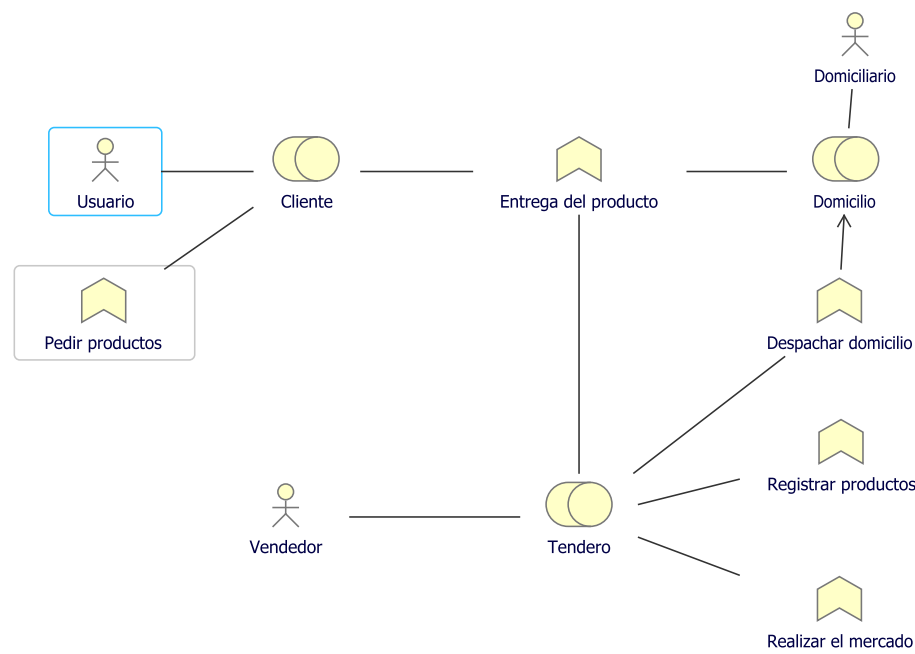 Domiciliario
Usuario
Cliente
Entrega del producto
Domicilio
Pedir productos
Despachar domicilio
Registrar productos
Vendedor
Tendero
Realizar el mercado